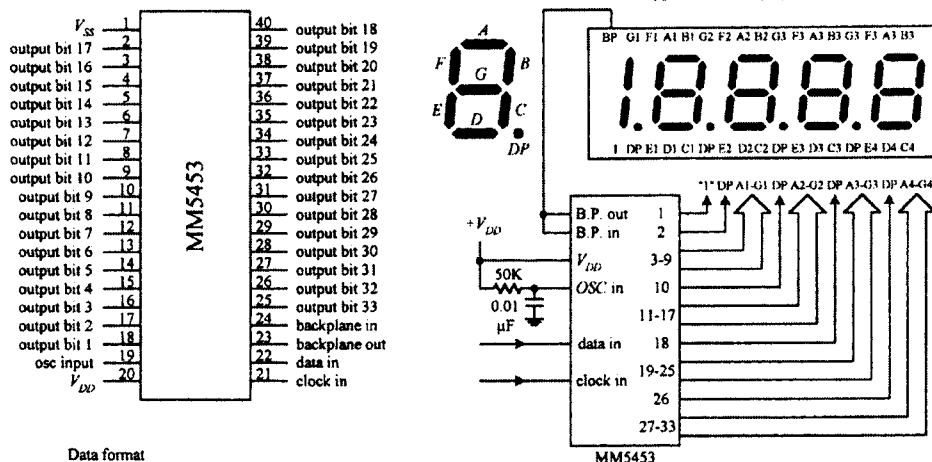 V_SS 1 40 output bit 18
output bit 17 2 39 output bit 19
output bit 16 3 38 output bit 20
output bit 15 4 37 output bit 21
output bit 14 5 36 output bit 22
output bit 13 6 35 output bit 23
output bit 12 7 34 output bit 24
output bit 11 8 33 output bit 25
output bit 10 9 32 output bit 26
output bit 9 10 31 output bit 27
output bit 8 11 30 output bit 28
output bit 7 12 29 output bit 29
output bit 6 13 28 output bit 30
output bit 5 14 27 output bit 31
output bit 4 15 26 output bit 32
output bit 3 16 25 output bit 33
output bit 2 17 24 backplane in
output bit 1 18 23 backplane out
osc input 19 22 data in
V_DD 20 21 clock in
MM5453
Data format
A
F B
G
E C
D
DP
BP G1 F1 A1 B1 G2 F2 A2 B2 G3 F3 A3 B3 G3 F3 A3 B3
1.8.8.8.8
1 DP E1 D1 C1 DP E2 D2 C2 DP E3 D3 C3 DP E4 D4 C4
"1" DP A1-G1 DP A2-G2 DP A3-G3 DP A4-G4
+V_DD
50K
0.01
µF
B.P. out 1
B.P. in 2
V_DD 3-9
OSC in 10
11-17
data in 18
19-25
clock in 26
27-33
MM5453